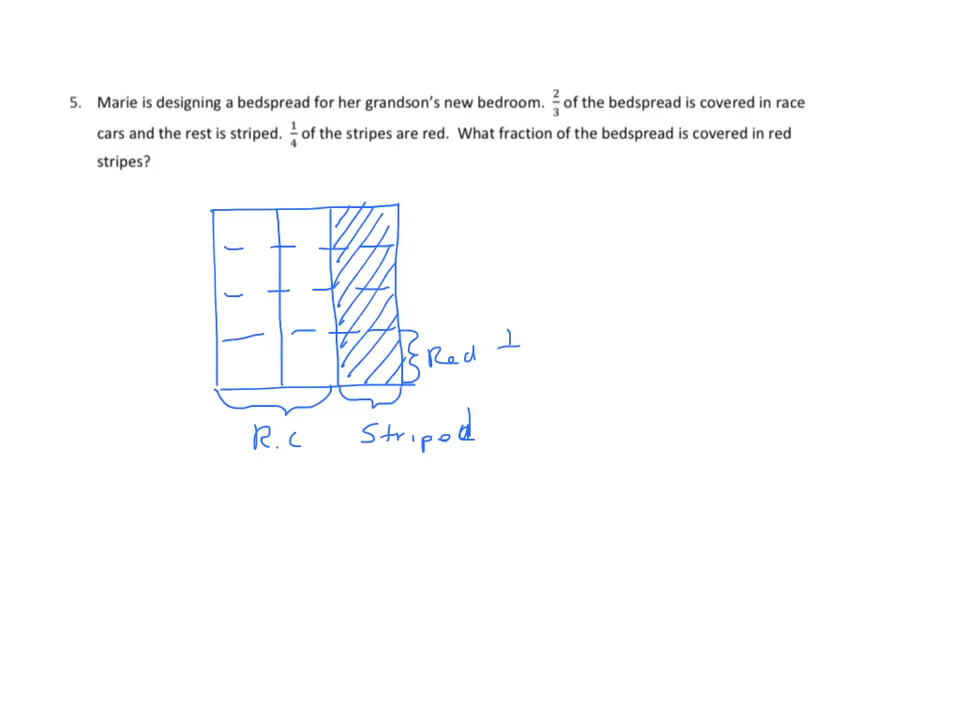 5. Marie is designing a bedspread for her grandson's new bedroom. 2/3 of the bedspread is covered in race
cars and the rest is striped. 1/4 of the stripes are red. What fraction of the bedspread is covered in red
stripes?
Red 1
R.C Striped